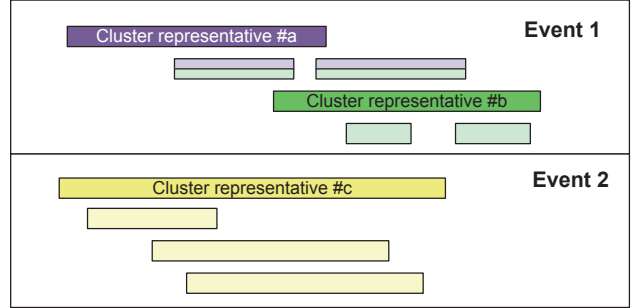 Event 1
Cluster representative #a
Cluster representative #b
Event 2
Cluster representative #c